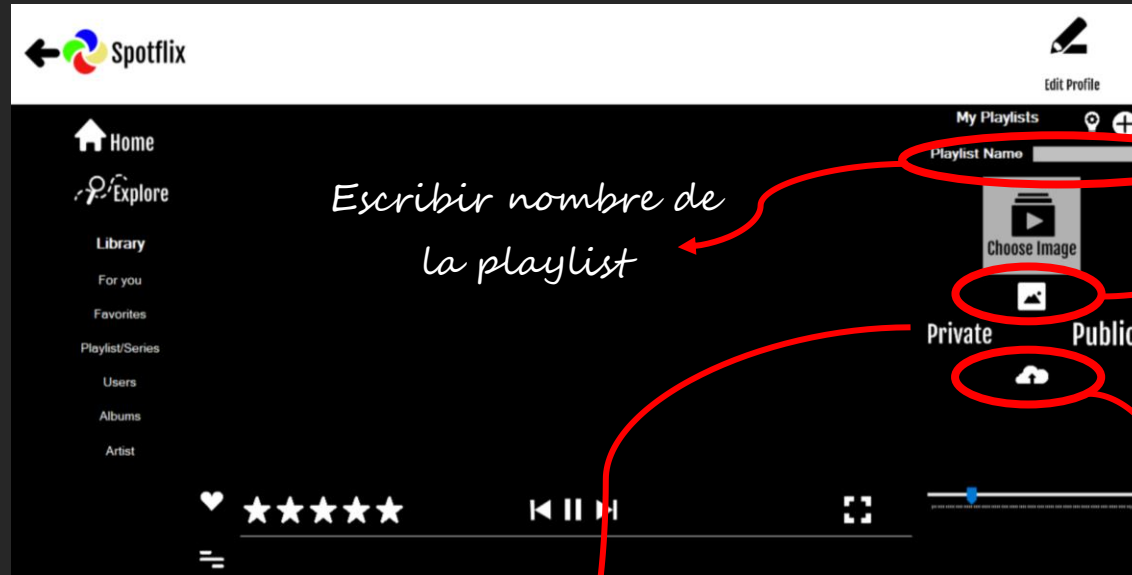 Spotflix
Edit Profile
Home
My Playlists
Playlist Name
Explore
Escribir nombre de
la playlist
Library
Choose Image
For you
Favorites
Private
Public
Playlist/Series
Users
Albums
Artist